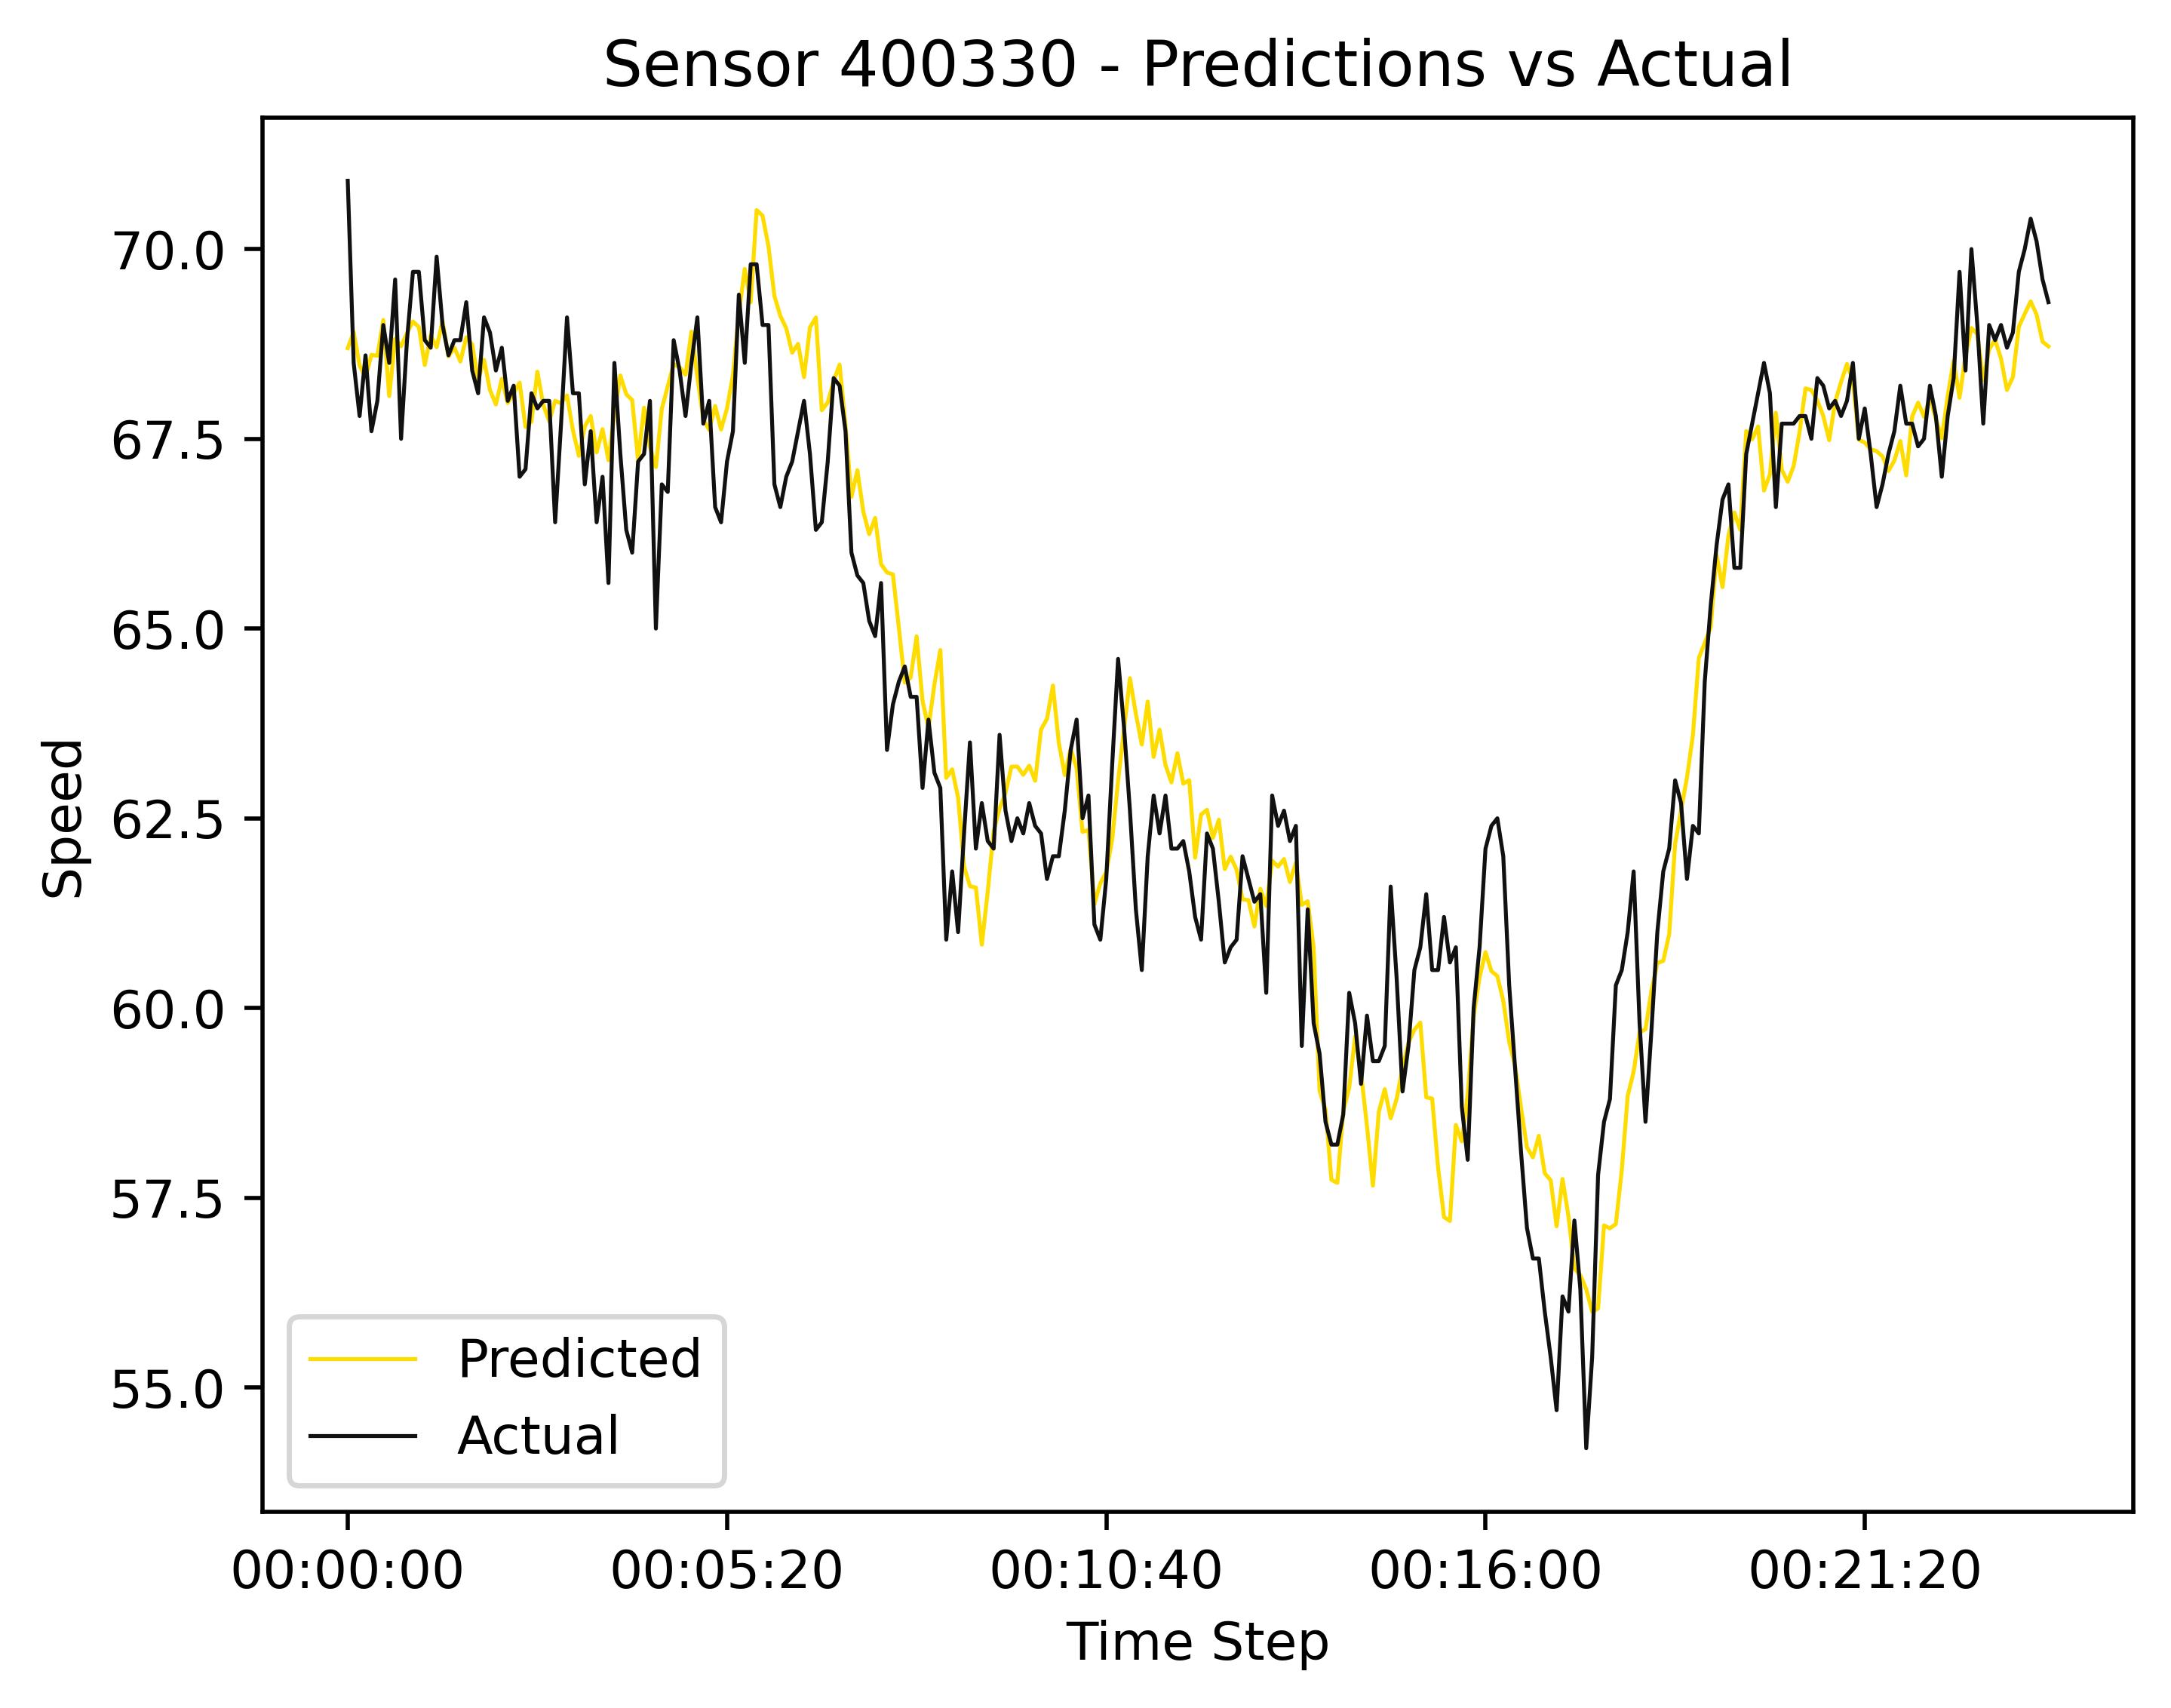 Sensor 400330 - Predictions vs Actual
70.0
67.5
65.0
62.5
60.0
57.5
55.0
Speed
Predicted
Actual
00:00:00 00:05:20 00:10:40 00:16:00 00:21:20
Time Step